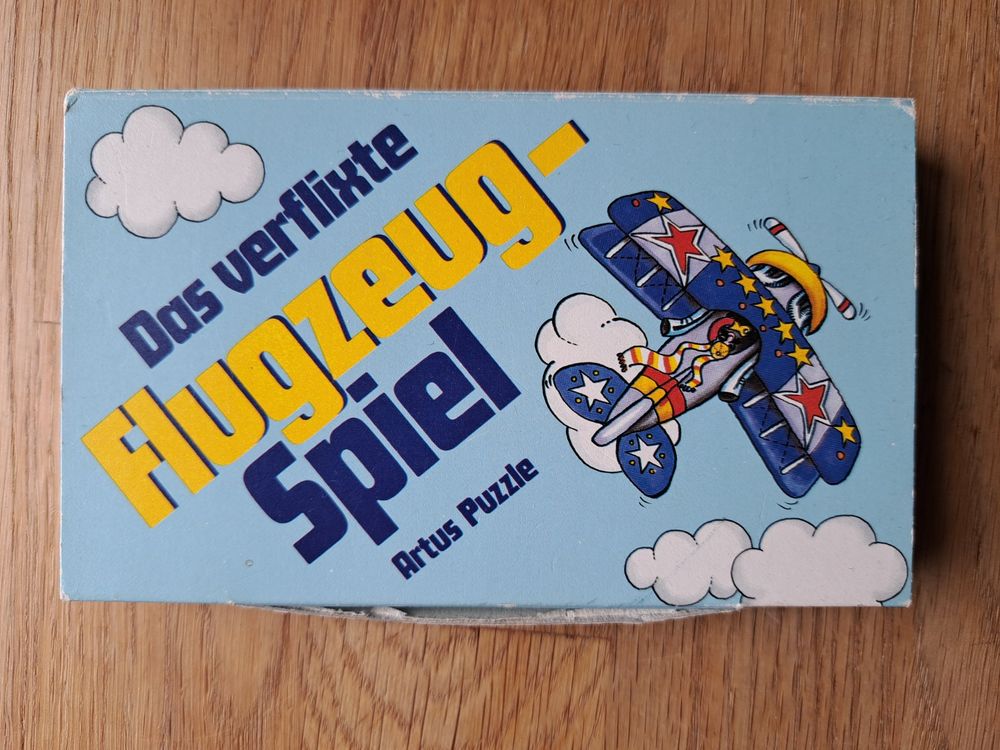 Das verflixte
Flugzeug-
spiel
Artus Puzzle